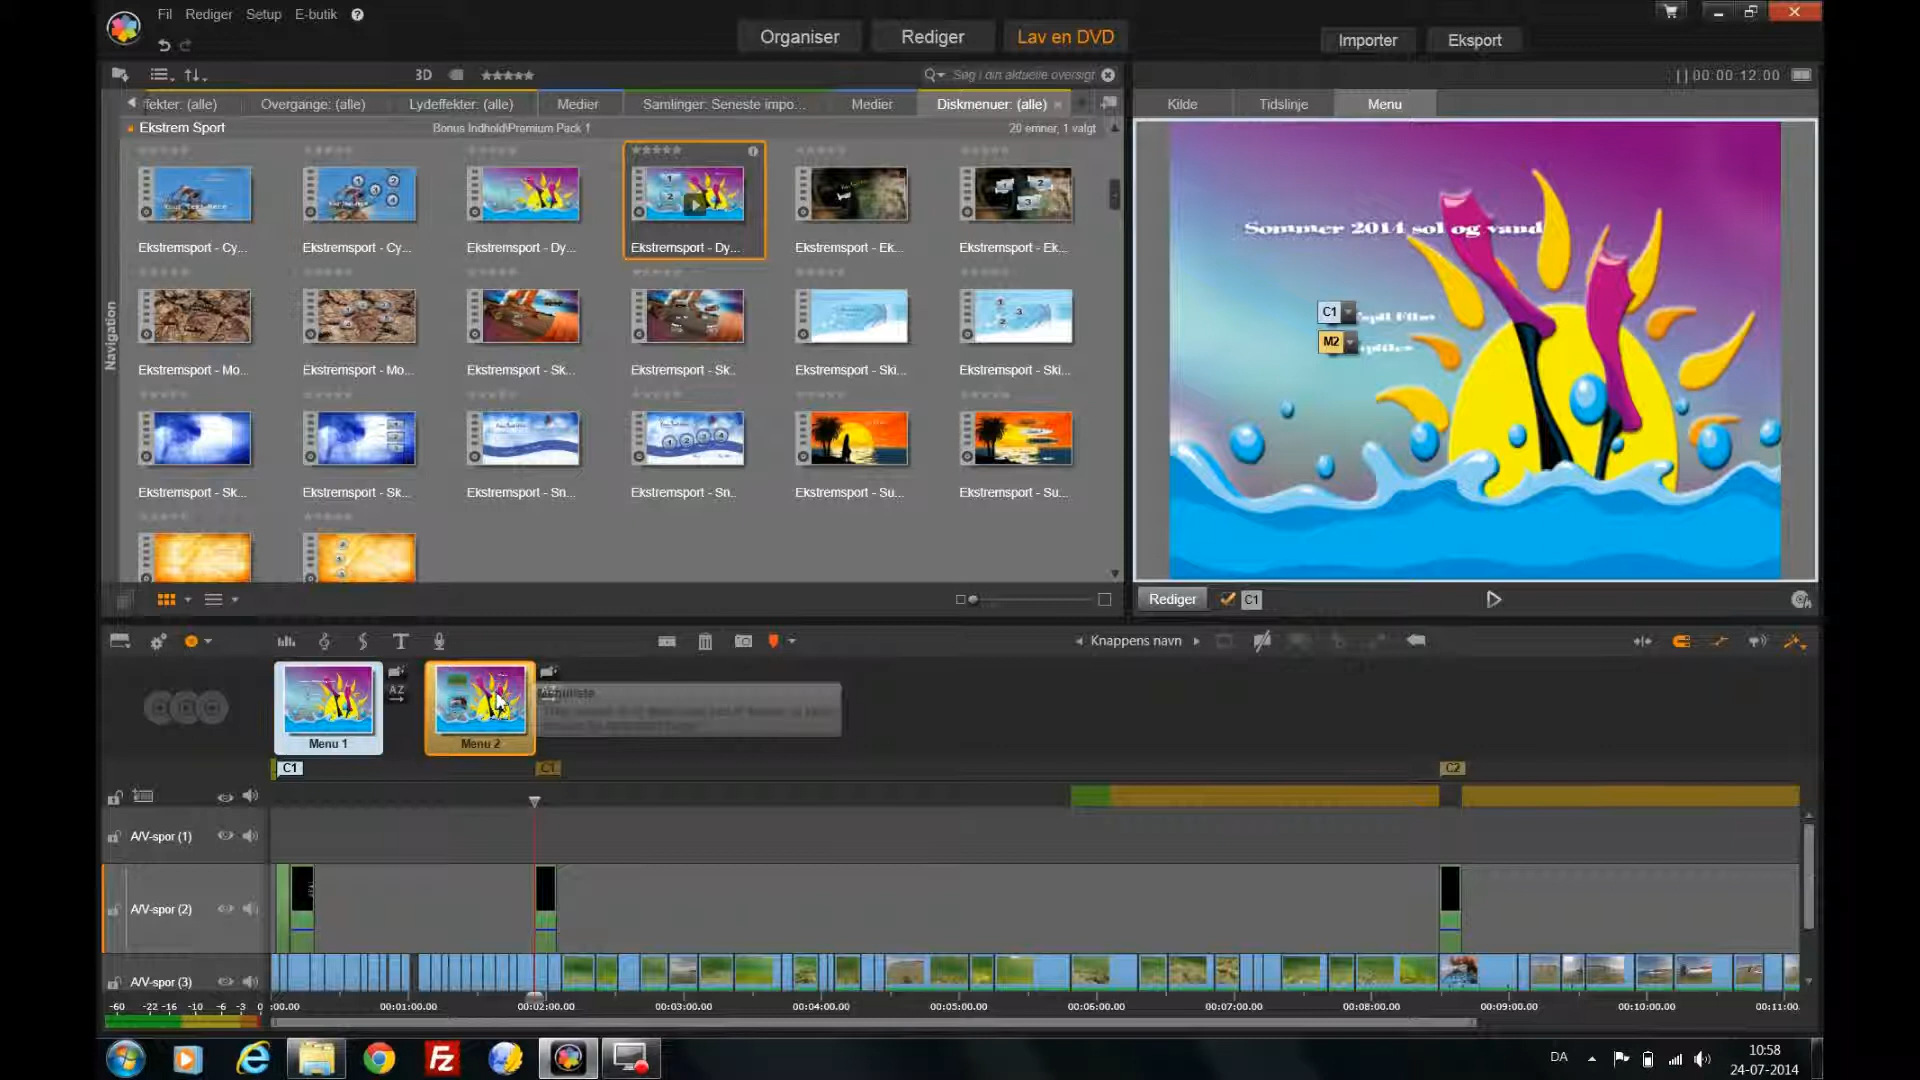 Fil Rediger Setup E-butik
Organiser Rediger Lav en DVD
Importer Eksport
3D Søg i din aktuelle oversigt
00:00:12.00
ffekter: (alle) Overgange: (alle) Lydeffekter: (alle) Medier Samlinger: Seneste impo... Medier Diskmenuer: (alle)
Kilde Tidslinje Menu
Ekstrem Sport Bonus Indhold\Premium Pack 1 20 emner, 1 valgt
Ekstremsport - Cy... Ekstremsport - Cy... Ekstremsport - Dy... Ekstremsport - Dy... Ekstremsport - Ek... Ekstremsport - Ek...
Ekstremsport - Mo... Ekstremsport - Mo... Ekstremsport - Sk... Ekstremsport - Sk.. Ekstremsport - Ski... Ekstremsport - Ski...
Ekstremsport - Sk... Ekstremsport - Sk... Ekstremsport - Sn... Ekstremsport - Sn.. Ekstremsport - Su... Ekstremsport - Su...
Navigation
Sommer 2014 sol og vand
C1
M2
Rediger C1
Knappens navn
AZ
Menu 1 Menu 2
C1 C1 C2
A/V-spor (1)
A/V-spor (2)
A/V-spor (3)
-60 -22 -16 -10 -6 -3 0 :00.00 00:01:00.00 00:02:00.00 00:03:00.00 00:04:00.00 00:05:00.00 00:06:00.00 00:07:00.00 00:08:00.00 00:09:00.00 00:10:00.00 00:11:00
DA 10:58
24-07-2014